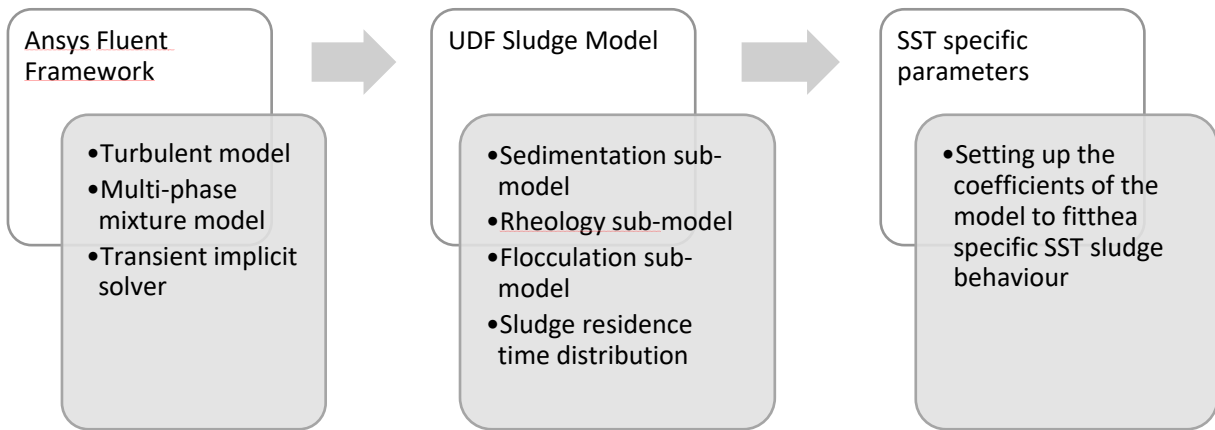 Ansys Fluent
Framework
•Turbulent model
•Multi-phase
mixture model
•Transient implicit
solver
UDF Sludge Model
•Sedimentation sub-
model
•Rheology sub-model
•Flocculation sub-
model
•Sludge residence
time distribution
SST specific
parameters
•Setting up the
coefficients of the
model to fitthea
specific SST sludge
behaviour